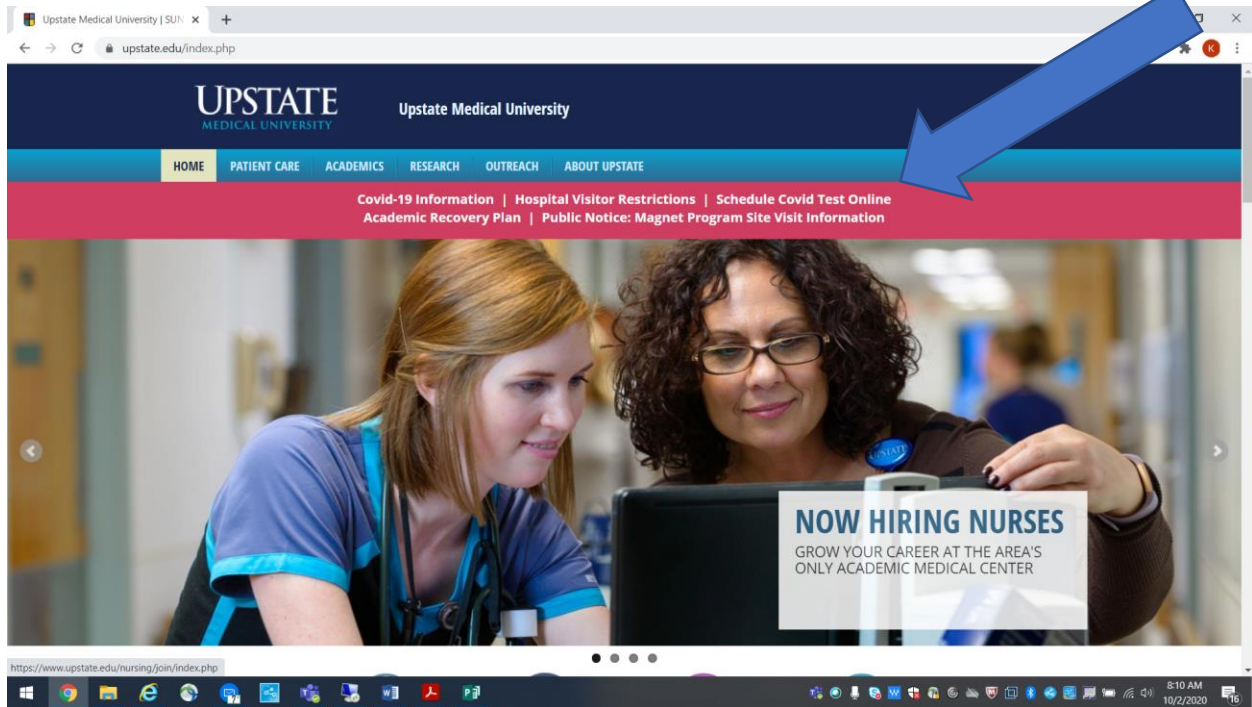 Upstate Medical University | SUN
upstate.edu/index.php
K
UPSTATE
MEDICAL UNIVERSITY
Upstate Medical University
HOME PATIENT CARE ACADEMICS RESEARCH OUTREACH ABOUT UPSTATE
Covid-19 Information | Hospital Visitor Restrictions | Schedule Covid Test Online
Academic Recovery Plan | Public Notice: Magnet Program Site Visit Information
UPSTATE
NOW HIRING NURSES
GROW YOUR CAREER AT THE AREA'S
ONLY ACADEMIC MEDICAL CENTER
https://www.upstate.edu/nursing/join/index.php
8:10 AM
10/2/2020
16